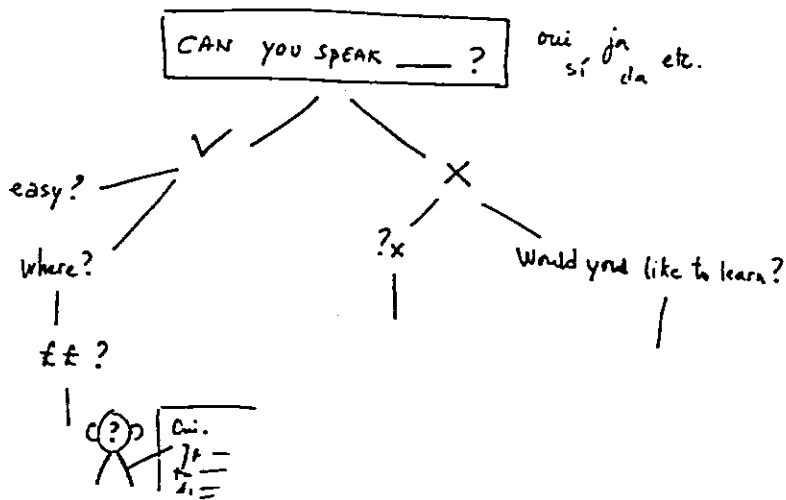 CAN YOU SPEAK ___ ?
oui ja
sí da etc.
✓
X
easy?
?x
where?
Would you like to learn?
££ ?
?
Oui.